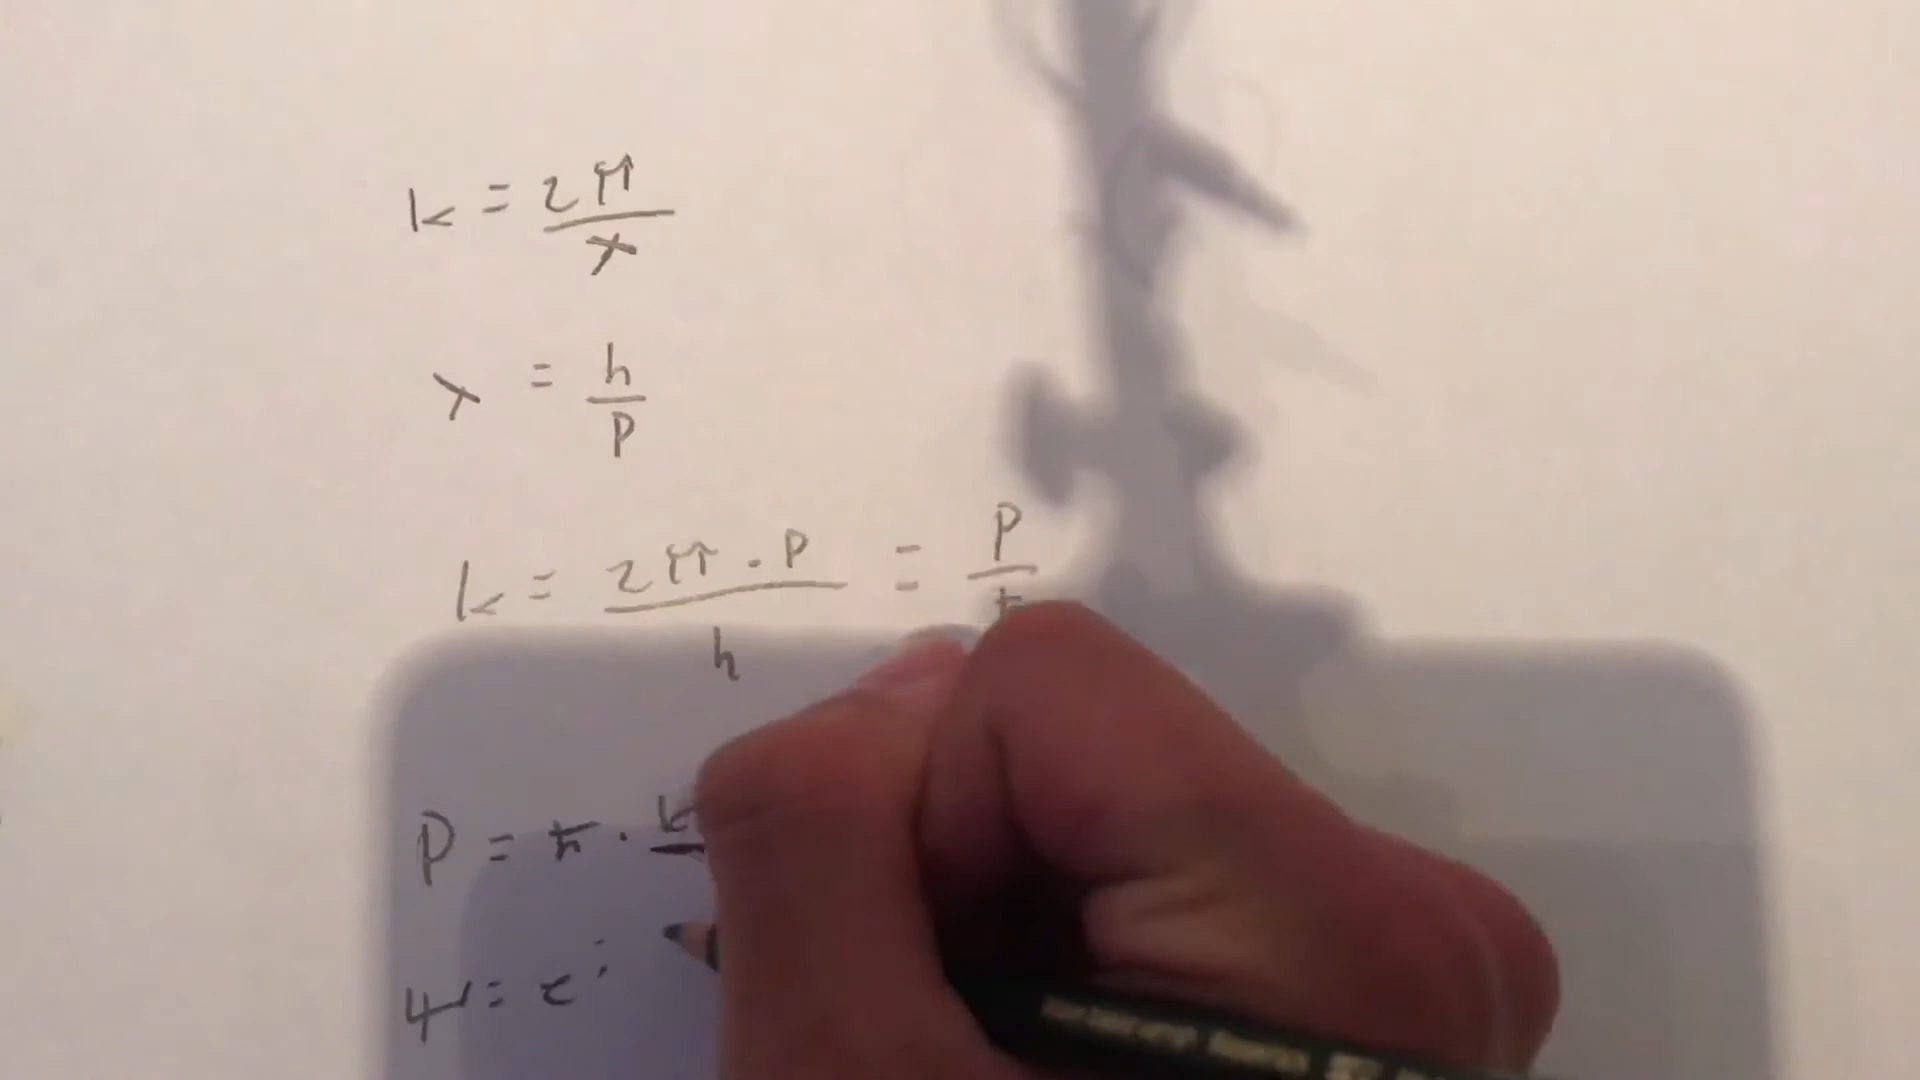 k = 2π/λ
λ = h/p
k = 2π · p/h = p/ħ
p = ħ · k
ψ = e^i